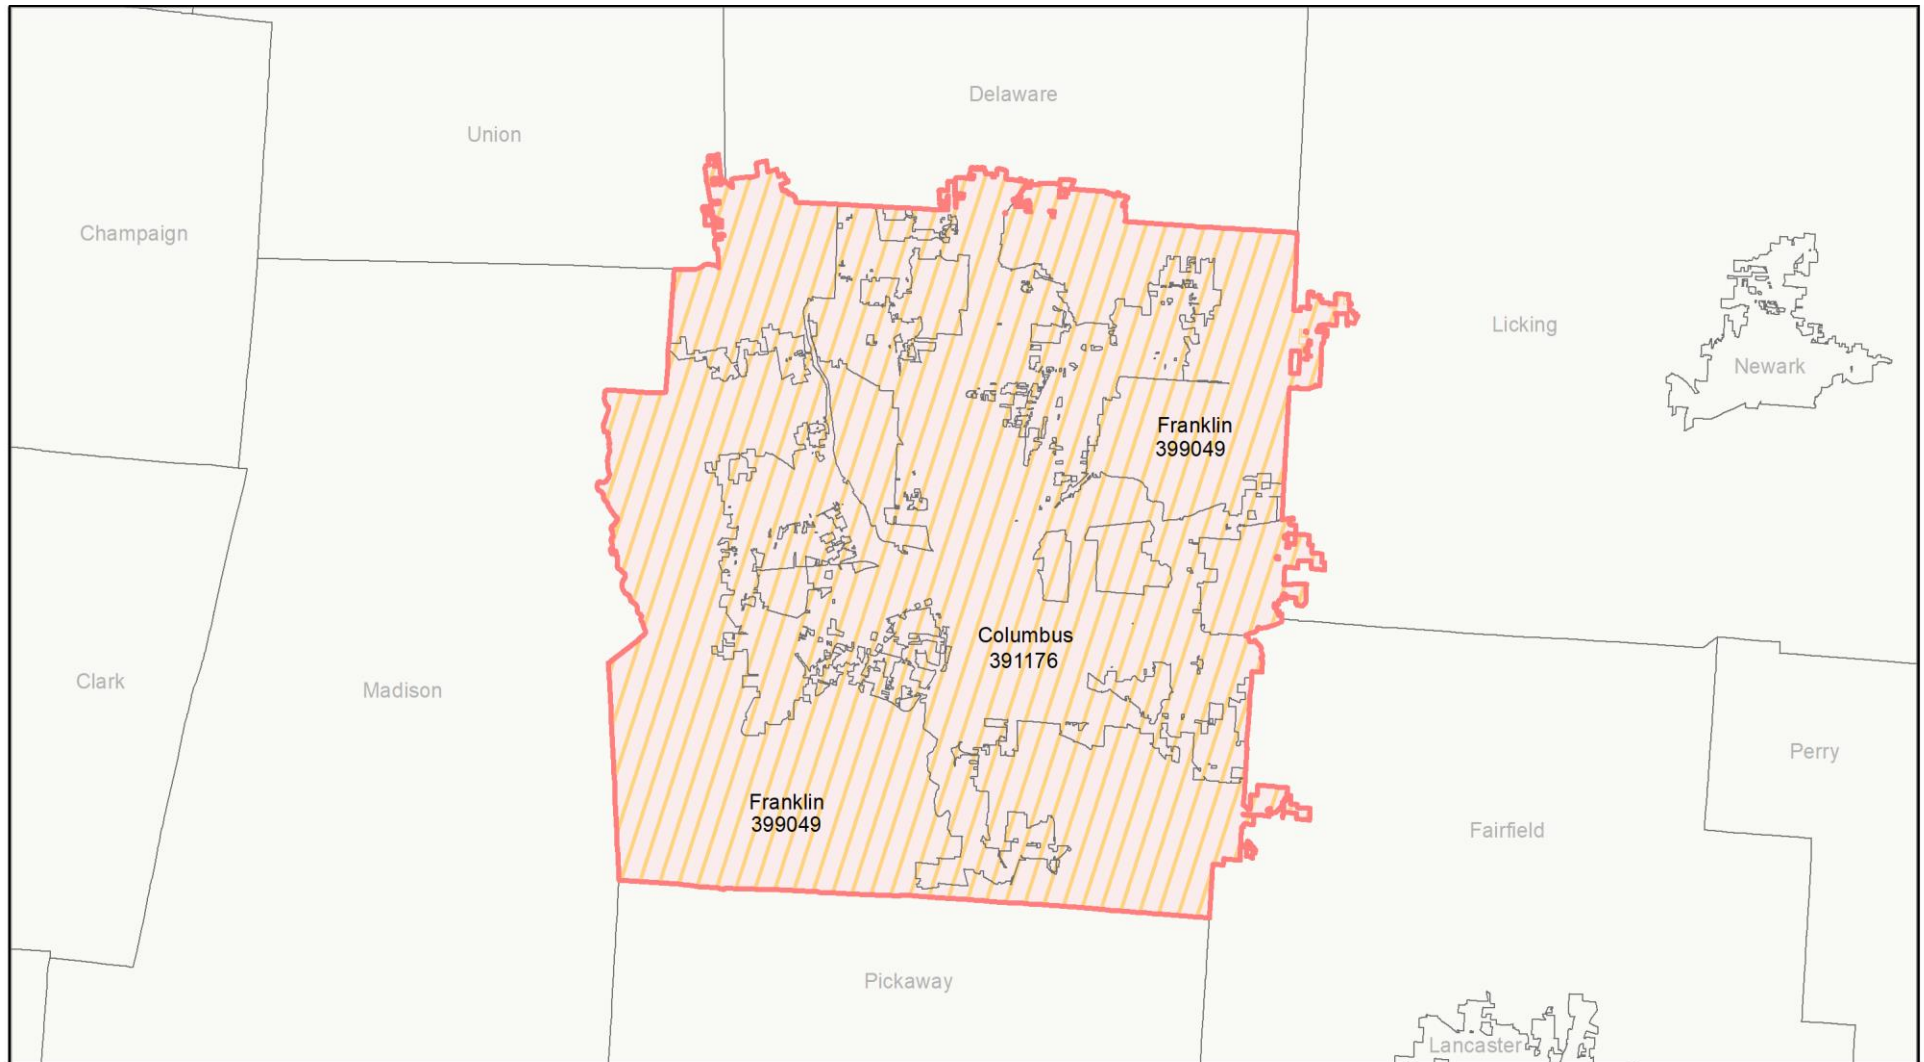 Delaware
Union
Champaign
Licking
Newark
Franklin
399049
Columbus
391176
Clark
Madison
Perry
Franklin
399049
Fairfield
Pickaway
Lancaster